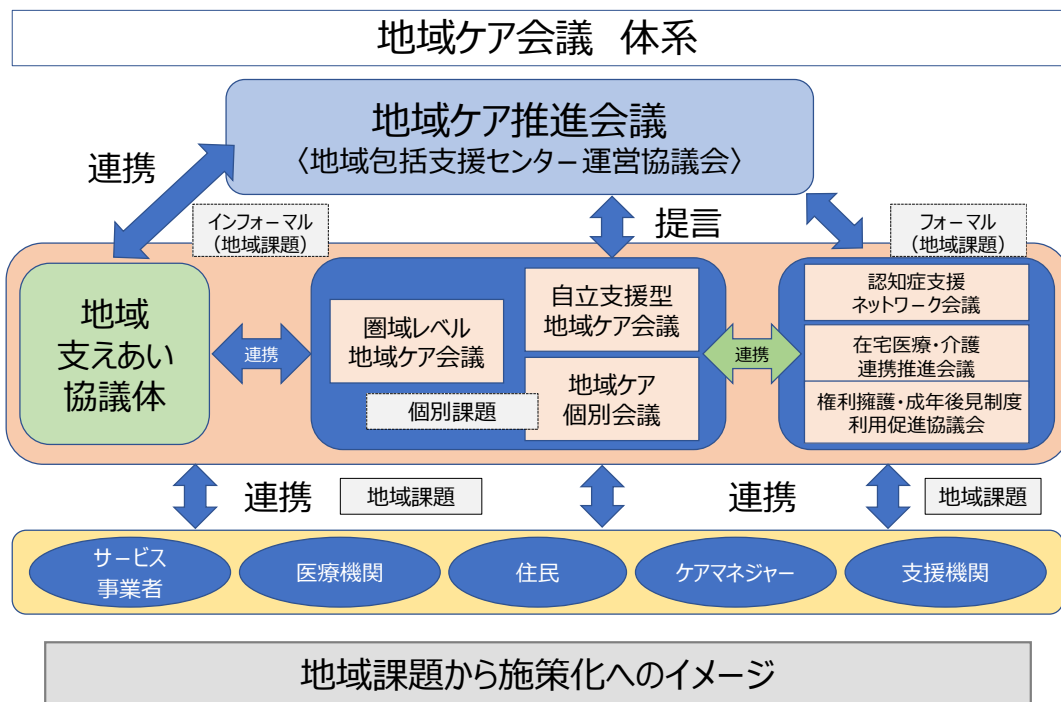 地域ケア会議　体系
地域ケア推進会議
〈地域包括支援センター運営協議会〉
連携
インフォーマル
（地域課題）
提言
フォーマル
（地域課題）
地域
支えあい
協議体
連携
圏域レベル
地域ケア会議
自立支援型
地域ケア会議
個別課題
地域ケア
個別会議
連携
認知症支援
ネットワーク会議
在宅医療・介護
連携推進会議
権利擁護・成年後見制度
利用促進協議会
連携
地域課題
連携
地域課題
サービス
事業者
医療機関
住民
ケアマネジャー
支援機関
地域課題から施策化へのイメージ